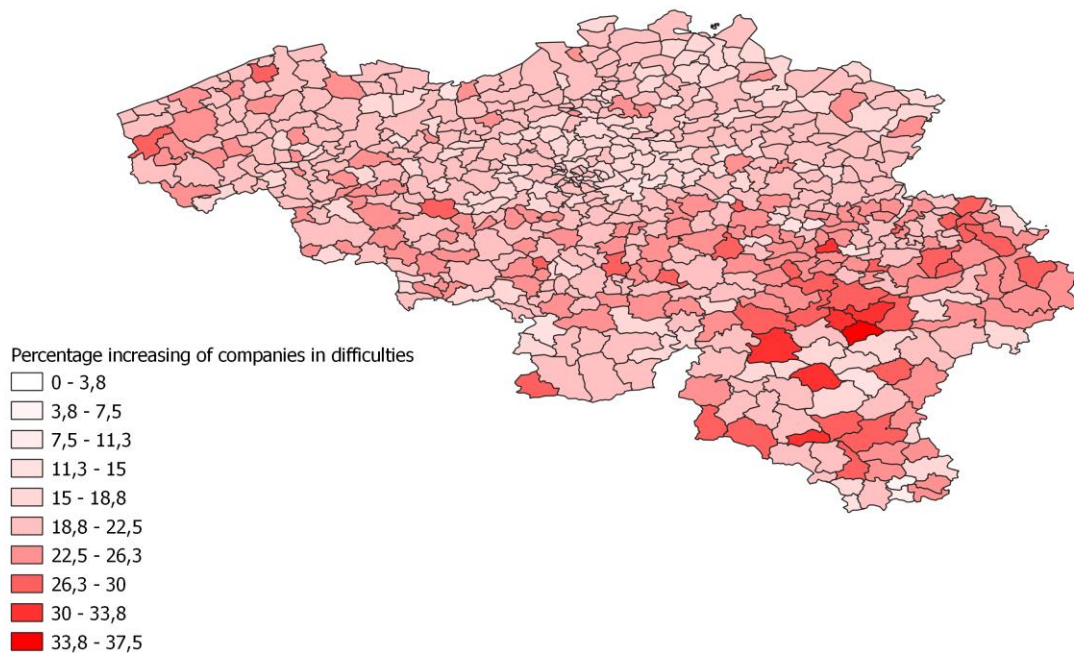 Percentage increasing of companies in difficulties
0 - 3,8
3,8 - 7,5
7,5 - 11,3
11,3 - 15
15 - 18,8
18,8 - 22,5
22,5 - 26,3
26,3 - 30
30 - 33,8
33,8 - 37,5